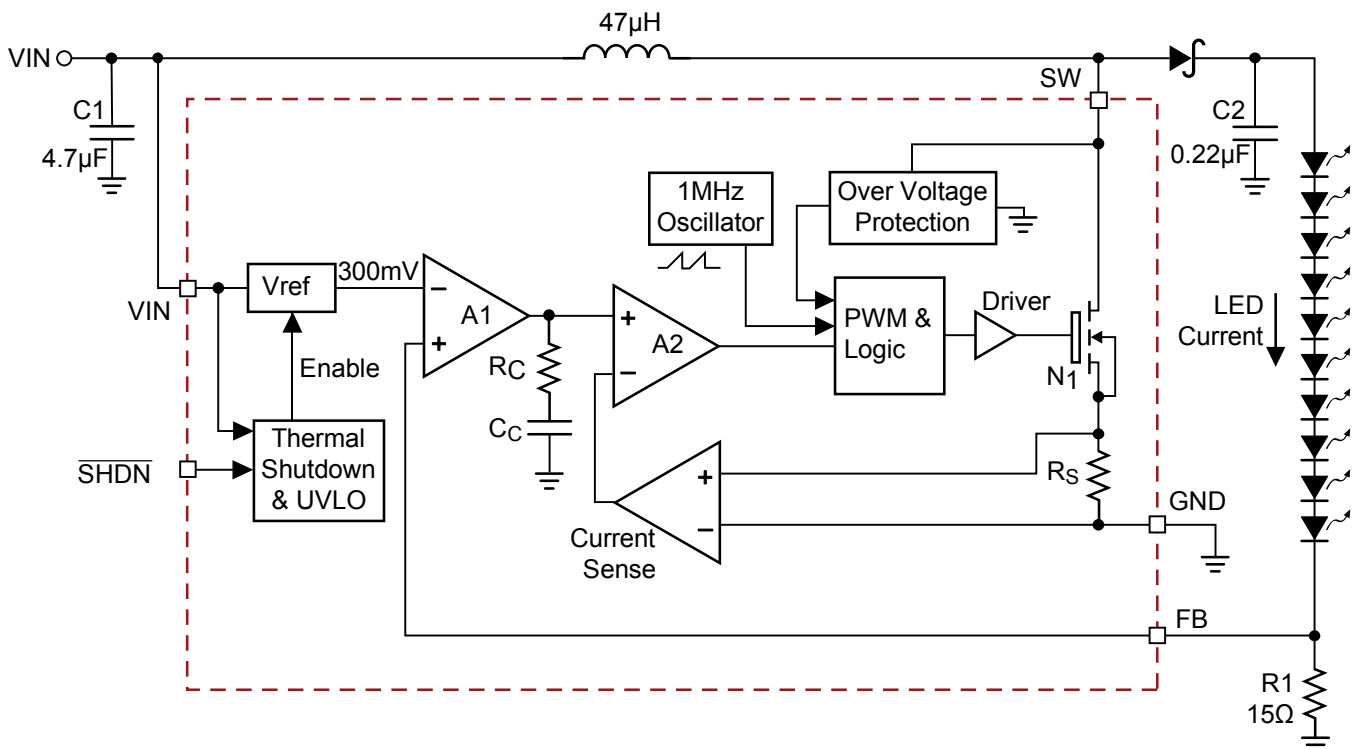 47µH
VIN
SW
C1
4.7µF
C2
0.22µF
1MHz
Oscillator
Over Voltage
Protection
Vref
300mV
VIN
–
+
A1
+
–
A2
PWM &
Logic
Driver
N1
LED
Current
Enable
RC
CC
Thermal
Shutdown
& UVLO
SHDN
+
–
Current
Sense
RS
GND
FB
R1
15Ω